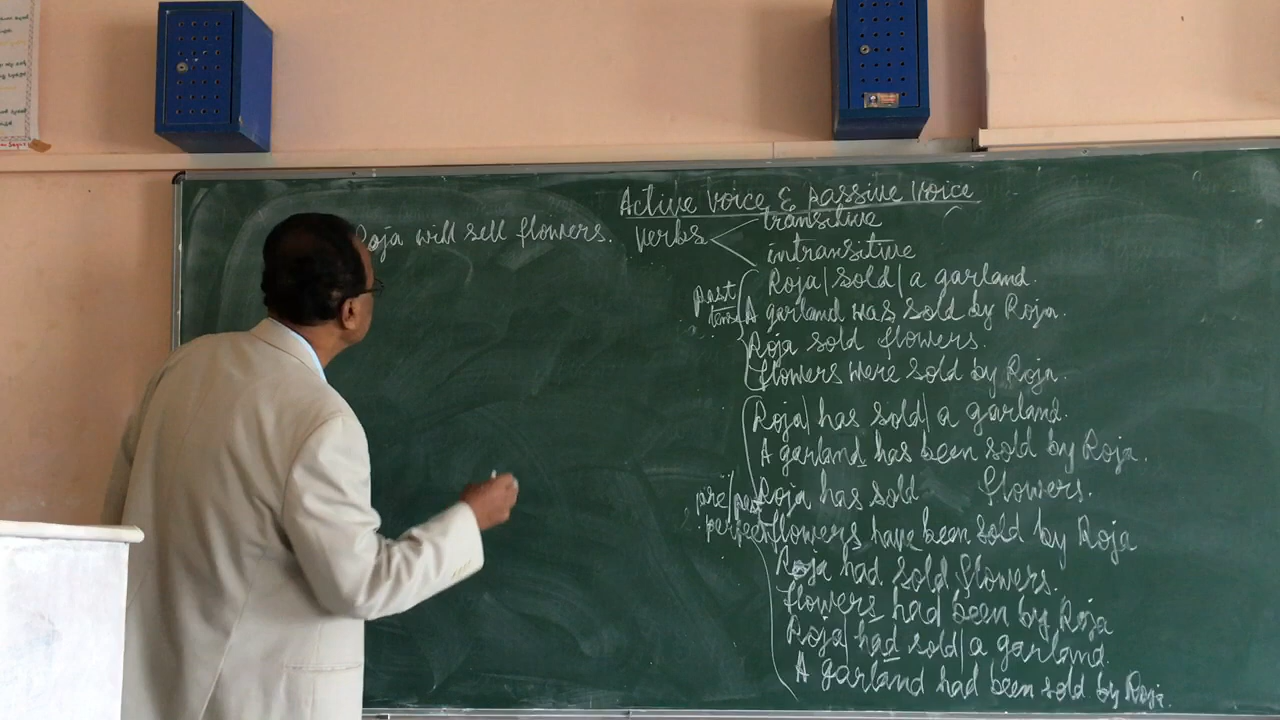 Active Voice & Passive Voice
Roja will sell flowers.
Verbs
transitive
intransitive
past
tense
Roja | sold | a garland.
A garland was sold by Roja.
Roja sold flowers.
flowers were sold by Roja.
pre/past
perfect
Roja | has sold | a garland.
A garland has been sold by Roja.
Roja has sold flowers.
flowers have been sold by Roja
Roja had sold flowers.
flowers had been by Roja
Roja | had sold | a garland.
A garland had been sold by Roja.